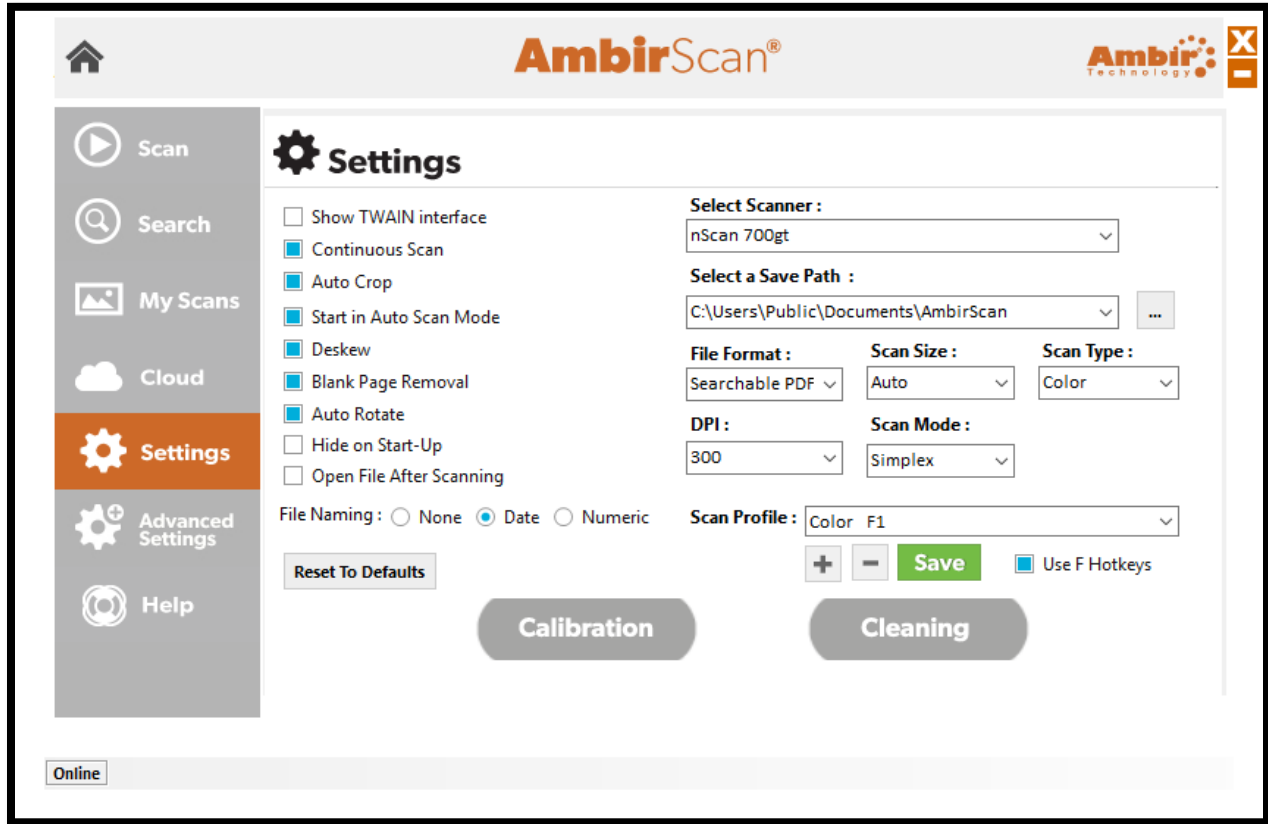 AmbirScan®
Ambir
Technology
X
Scan
Search
My Scans
Cloud
Settings
Advanced
Settings
Help
Settings
Show TWAIN interface
Continuous Scan
Auto Crop
Start in Auto Scan Mode
Deskew
Blank Page Removal
Auto Rotate
Hide on Start-Up
Open File After Scanning
File Naming : None Date Numeric
Reset To Defaults
Select Scanner :
nScan 700gt
Select a Save Path :
C:\Users\Public\Documents\AmbirScan ...
File Format : Scan Size : Scan Type :
Searchable PDF Auto Color
DPI : Scan Mode :
300 Simplex
Scan Profile : Color F1
+ - Save Use F Hotkeys
Calibration Cleaning
Online